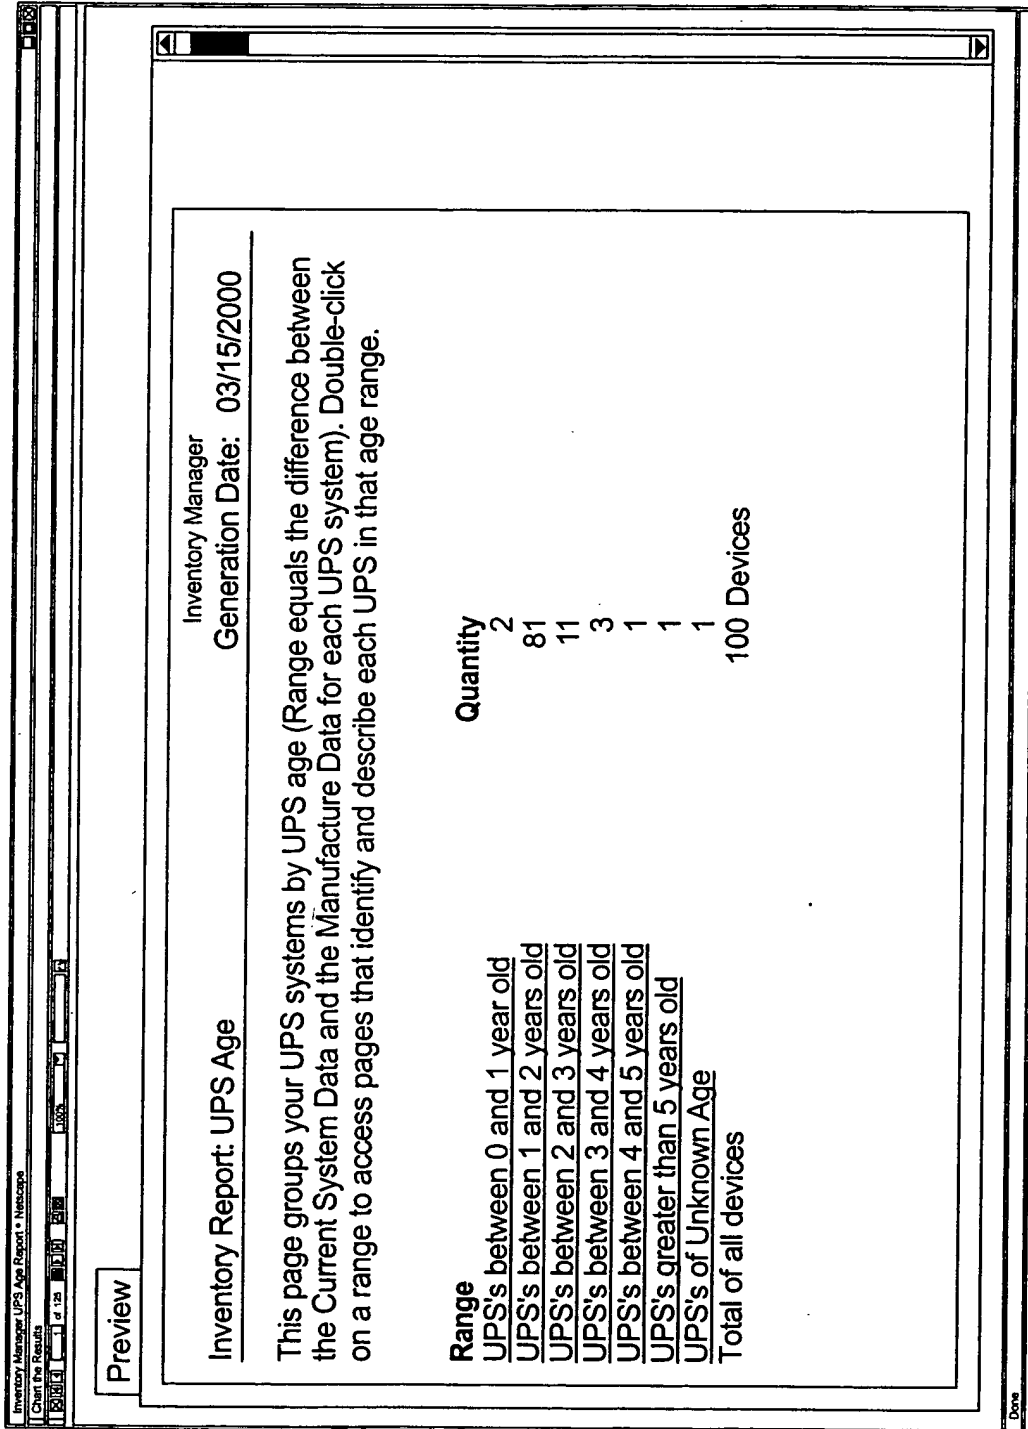 Inventory Manager UPS Age Report • Netscape
Chart the Results
1 of 125 100%
Preview
Inventory Manager
Inventory Report: UPS Age Generation Date: 03/15/2000
This page groups your UPS systems by UPS age (Range equals the difference between
the Current System Data and the Manufacture Data for each UPS system). Double-click
on a range to access pages that identify and describe each UPS in that age range.
Range Quantity
UPS's between 0 and 1 year old 2
UPS's between 1 and 2 years old 81
UPS's between 2 and 3 years old 11
UPS's between 3 and 4 years old 3
UPS's between 4 and 5 years old 1
UPS's greater than 5 years old 1
UPS's of Unknown Age 1
Total of all devices 100 Devices
Done